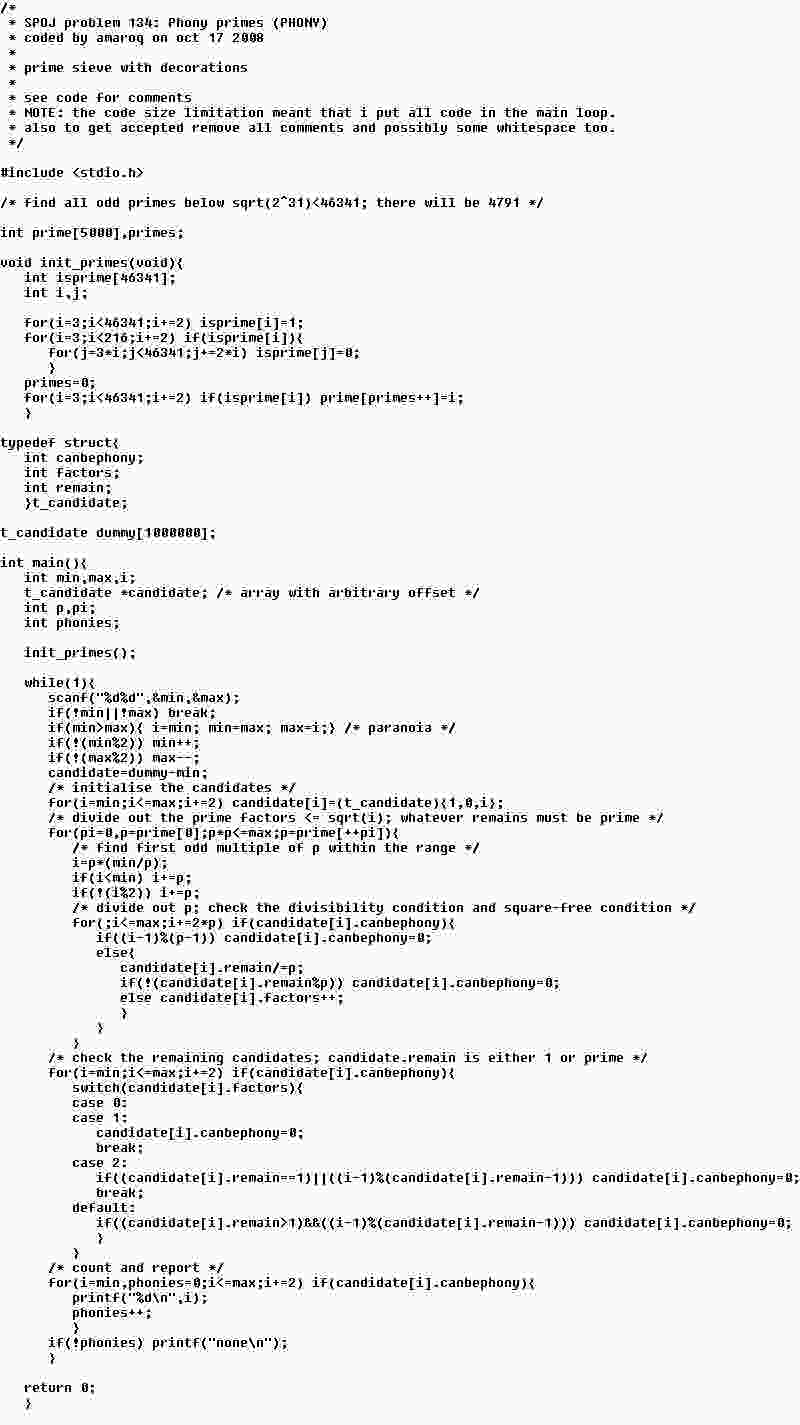 /*
 * SPOJ problem 134: Phony primes (PHONY)
 * coded by amaroq on oct 17 2008
 *
 * prime sieve with decorations
 *
 * see code for comments
 * NOTE: the code size limitation meant that i put all code in the main loop.
 * also to get accepted remove all comments and possibly some whitespace too.
 */

#include <stdio.h>

/* find all odd primes below sqrt(2^31)<46341; there will be 4791 */

int prime[5000],primes;

void init_primes(void){
   int isprime[46341];
   int i,j;

   for(i=3;i<46341;i+=2) isprime[i]=1;
   for(i=3;i<216;i+=2) if(isprime[i]){
      for(j=3*i;j<46341;j+=2*i) isprime[j]=0;
      }
   primes=0;
   for(i=3;i<46341;i+=2) if(isprime[i]) prime[primes++]=i;
   }

typedef struct{
   int canbephony;
   int factors;
   int remain;
   }t_candidate;

t_candidate dummy[1000000];

int main(){
   int min,max,i;
   t_candidate *candidate; /* array with arbitrary offset */
   int p,pi;
   int phonies;

   init_primes();

   while(1){
      scanf("%d%d",&min,&max);
      if(!min||!max) break;
      if(min>max){ i=min; min=max; max=i;} /* paranoia */
      if(!(min%2)) min++;
      if(!(max%2)) max--;
      candidate=dummy-min;
      /* initialise the candidates */
      for(i=min;i<=max;i+=2) candidate[i]=(t_candidate){1,0,i};
      /* divide out the prime factors <= sqrt(i); whatever remains must be prime */
      for(pi=0,p=prime[0];p*p<=max;p=prime[++pi]){
         /* find first odd multiple of p within the range */
         i=p*(min/p);
         if(i<min) i+=p;
         if(!(i%2)) i+=p;
         /* divide out p; check the divisibility condition and square-free condition */
         for(;i<=max;i+=2*p) if(candidate[i].canbephony){
            if((i-1)%(p-1)) candidate[i].canbephony=0;
            else{
               candidate[i].remain/=p;
               if(!(candidate[i].remain%p)) candidate[i].canbephony=0;
               else candidate[i].factors++;
               }
            }
         }
      /* check the remaining candidates; candidate.remain is either 1 or prime */
      for(i=min;i<=max;i+=2) if(candidate[i].canbephony){
         switch(candidate[i].factors){
         case 0:
         case 1:
            candidate[i].canbephony=0;
            break;
         case 2:
            if((candidate[i].remain==1)||((i-1)%(candidate[i].remain-1))) candidate[i].canbephony=0;
            break;
         default:
            if((candidate[i].remain>1)&&((i-1)%(candidate[i].remain-1))) candidate[i].canbephony=0;
            }
         }
      /* count and report */
      for(i=min,phonies=0;i<=max;i+=2) if(candidate[i].canbephony){
         printf("%d\n",i);
         phonies++;
         }
      if(!phonies) printf("none\n");
      }

   return 0;
   }